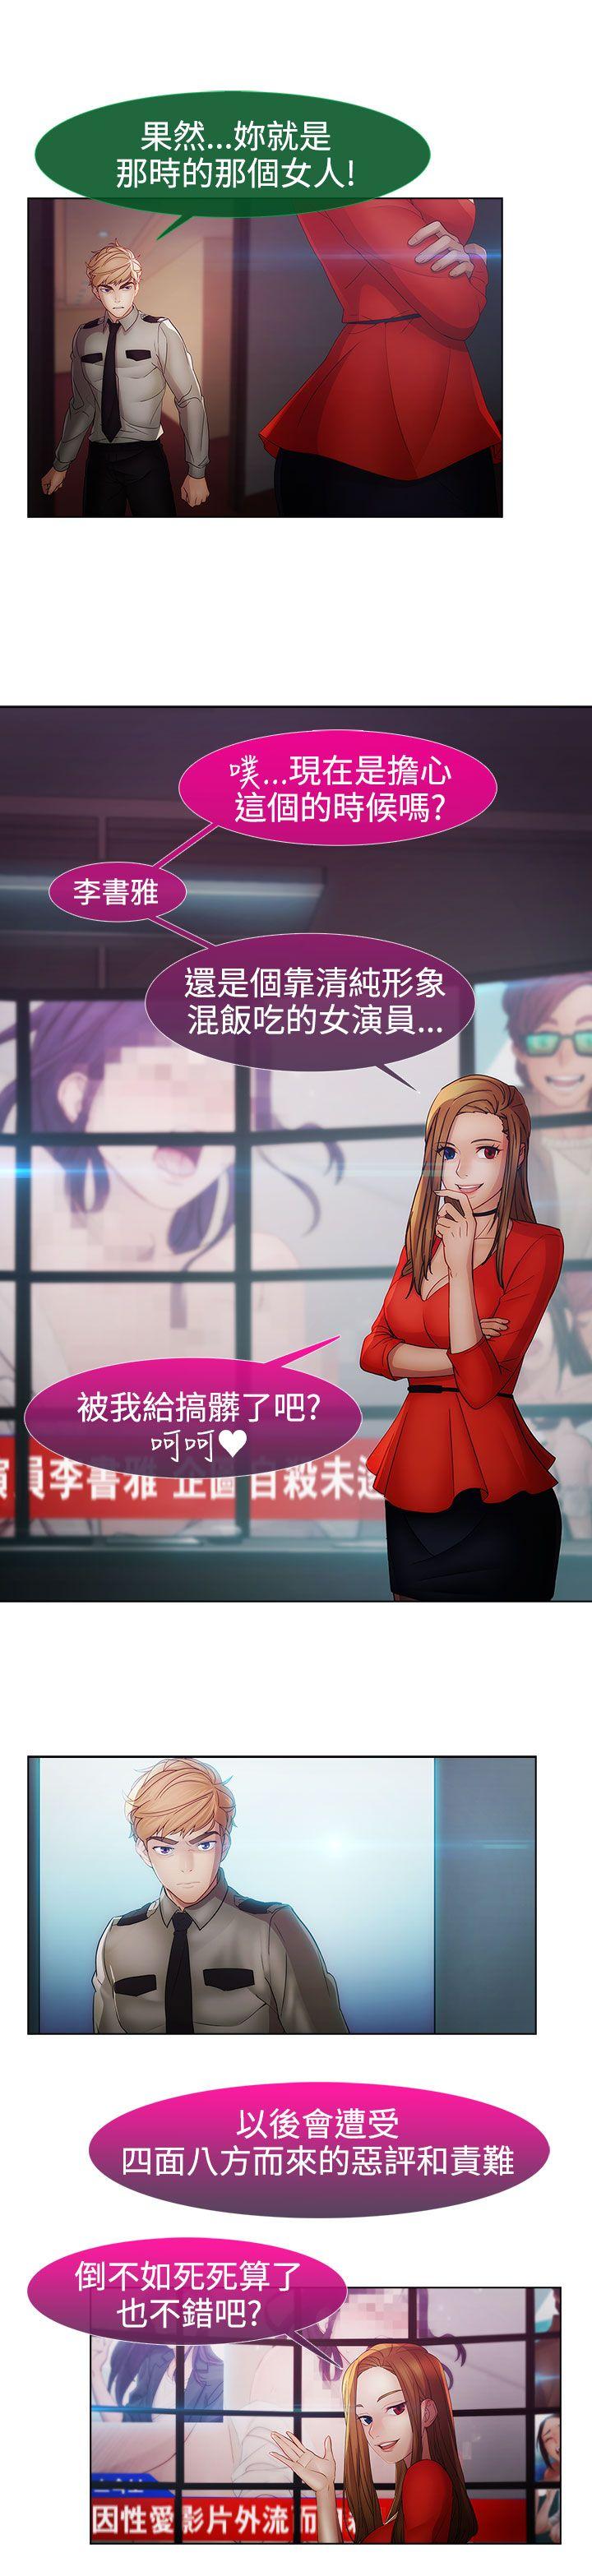 果然...妳就是
那時的那個女人!
噗...現在是擔心
這個的時候嗎?
李書雅
還是個靠清純形象
混飯吃的女演員...
被我給搞髒了吧?
呵呵♥
員李書雅 企圖自殺未遂
以後會遭受
四面八方而來的惡評和責難
倒不如死死算了
也不錯吧?
因性愛影片外流而